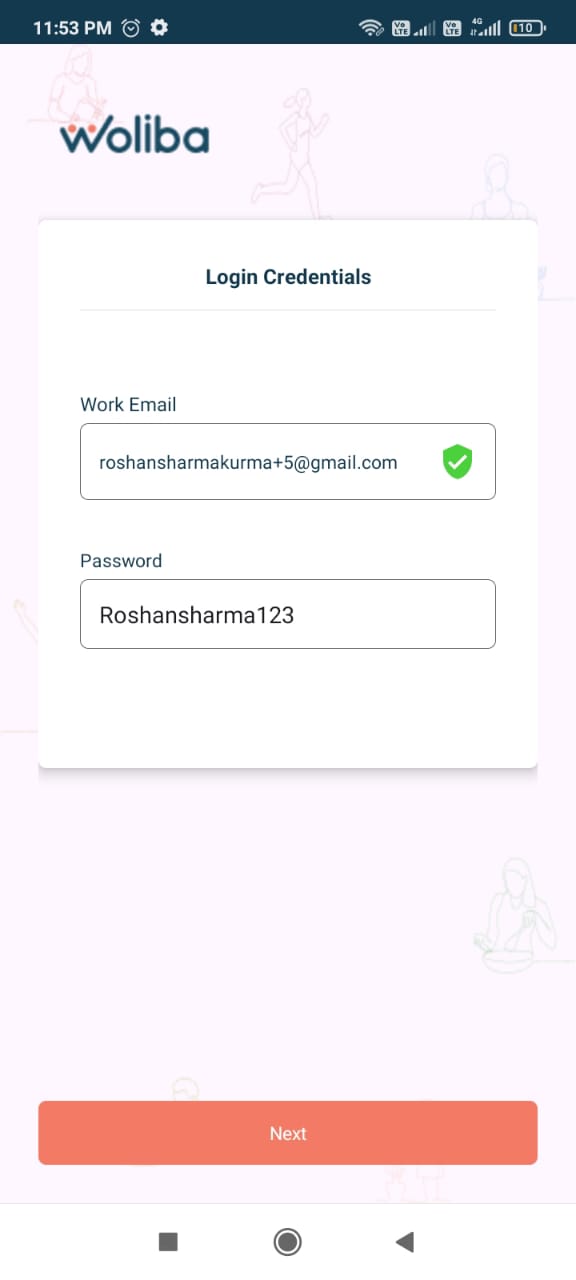 11:53 PM
Vo LTE
Vo LTE
4G
10
Woliba
Login Credentials
Work Email
roshansharmakurma+5@gmail.com
Password
Roshansharma123
Next